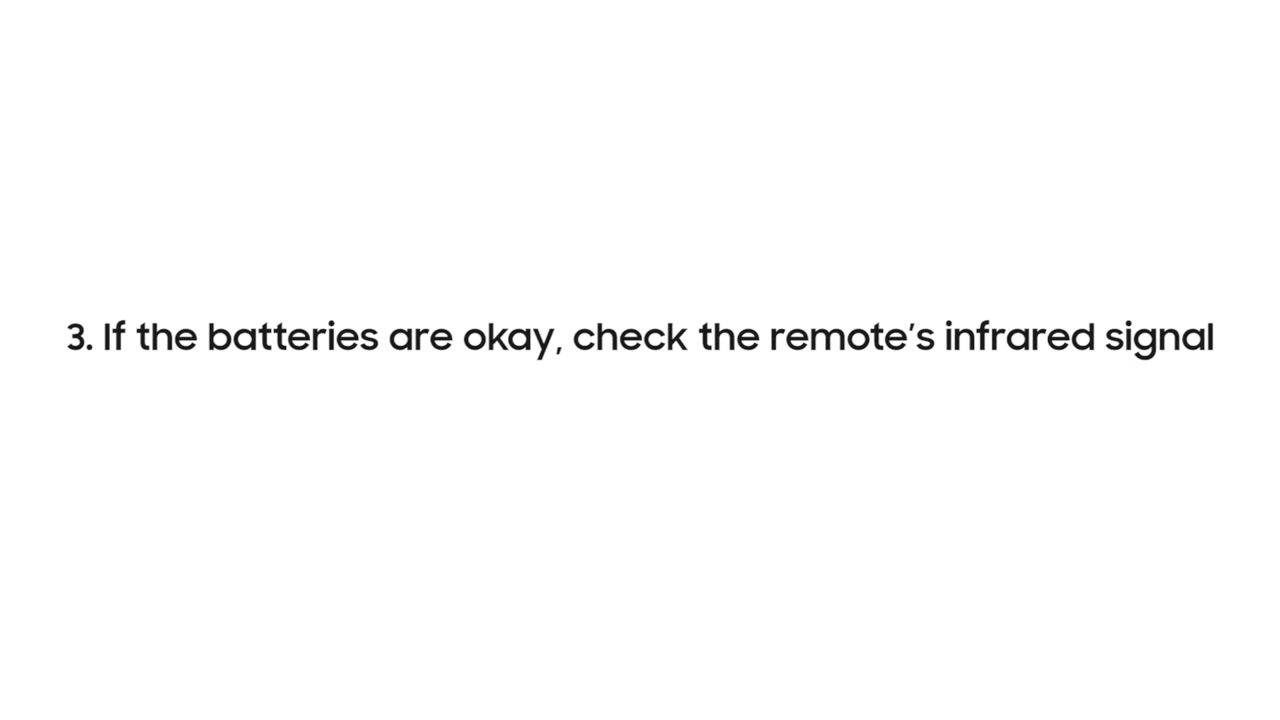 3. If the batteries are okay, check the remote’s infrared signal